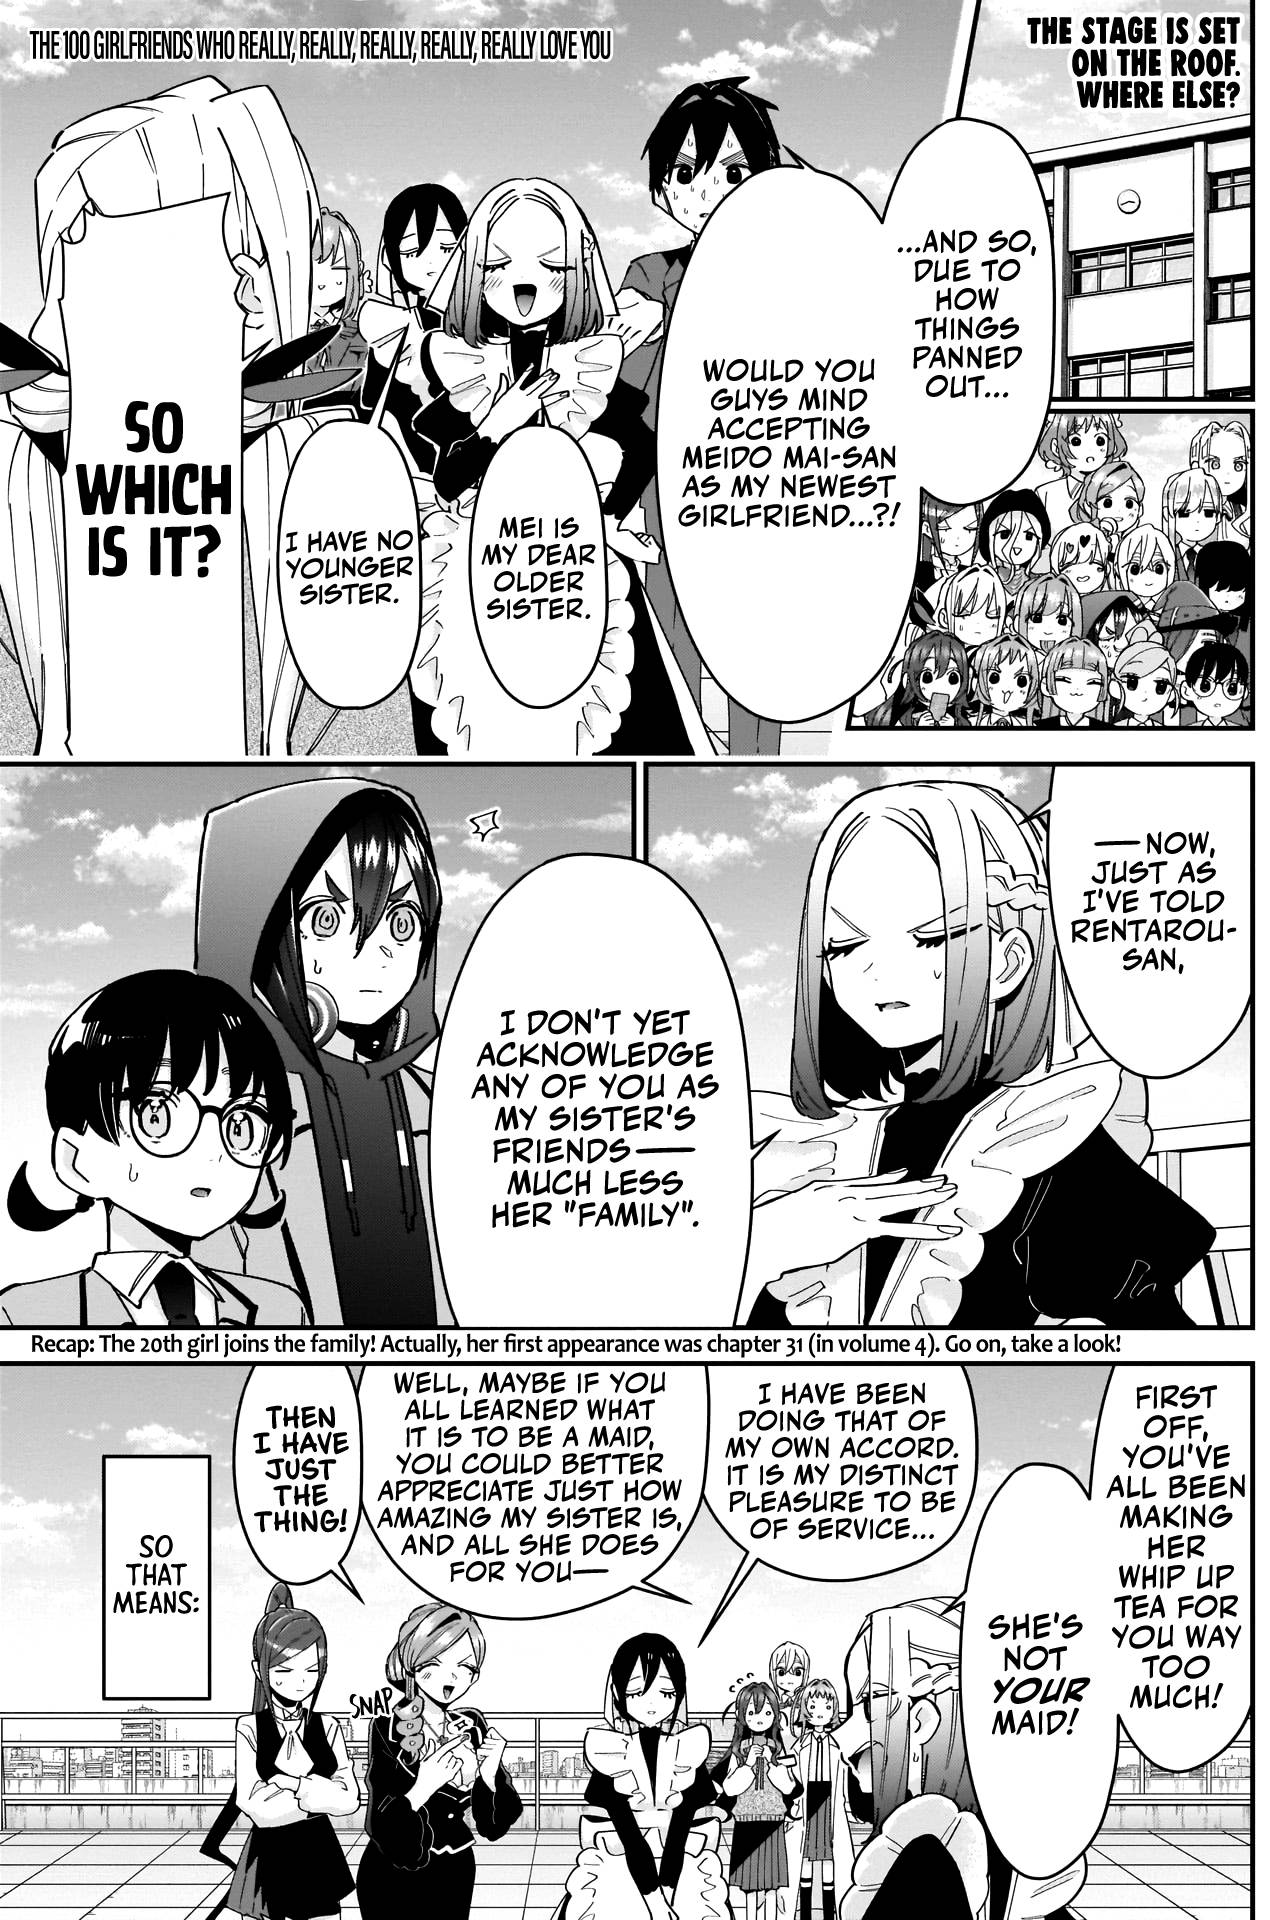 THE 100 GIRLFRIENDS WHO REALLY, REALLY, REALLY, REALLY, REALLY LOVE YOU
THE STAGE IS SET
ON THE ROOF.
WHERE ELSE?
...AND SO,
DUE TO
HOW
THINGS
PANNED
OUT...
WOULD YOU
GUYS MIND
ACCEPTING
MEIDO MAI-SAN
AS MY NEWEST
GIRLFRIEND...?!
MEI IS
MY DEAR
OLDER
SISTER.
I HAVE NO
YOUNGER
SISTER.
SO
WHICH
IS IT?
—NOW,
JUST AS
I'VE TOLD
RENTAROU-
SAN,
I DON'T YET
ACKNOWLEDGE
ANY OF YOU AS
MY SISTER'S
FRIENDS—
MUCH LESS
HER "FAMILY".
Recap: The 20th girl joins the family! Actually, her first appearance was chapter 31 (in volume 4). Go on, take a look!
FIRST
OFF,
YOU'VE
ALL BEEN
MAKING
HER
WHIP UP
TEA FOR
YOU WAY
TOO
MUCH!
SHE'S
NOT
YOUR
MAID!
I HAVE BEEN
DOING THAT OF
MY OWN ACCORD.
IT IS MY DISTINCT
PLEASURE TO BE
OF SERVICE...
WELL, MAYBE IF YOU
ALL LEARNED WHAT
IT IS TO BE A MAID,
YOU COULD BETTER
APPRECIATE JUST HOW
AMAZING MY SISTER IS,
AND ALL SHE DOES
FOR YOU—
THEN
I HAVE
JUST
THE
THING!
SNAP
SO
THAT
MEANS: